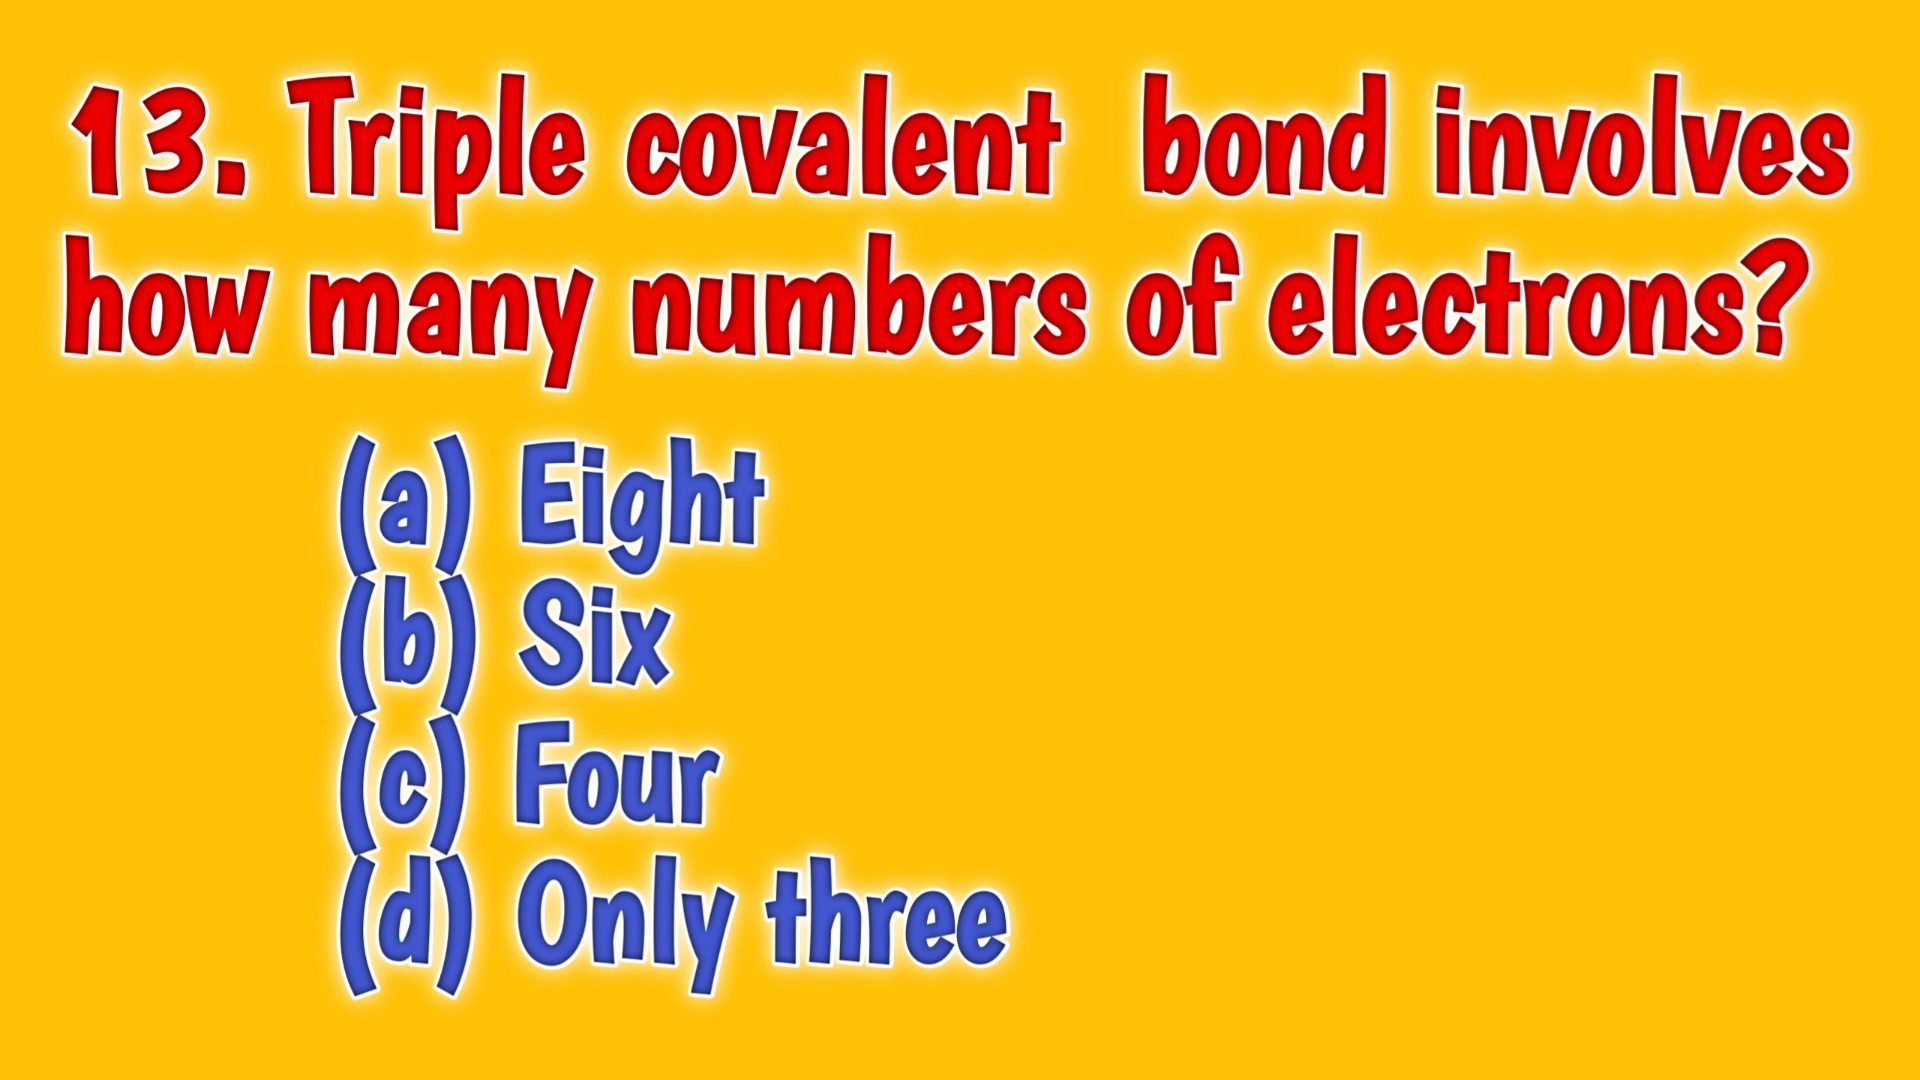 13. Triple covalent bond involves
how many numbers of electrons?
(a) Eight
(b) Six
(c) Four
(d) Only three